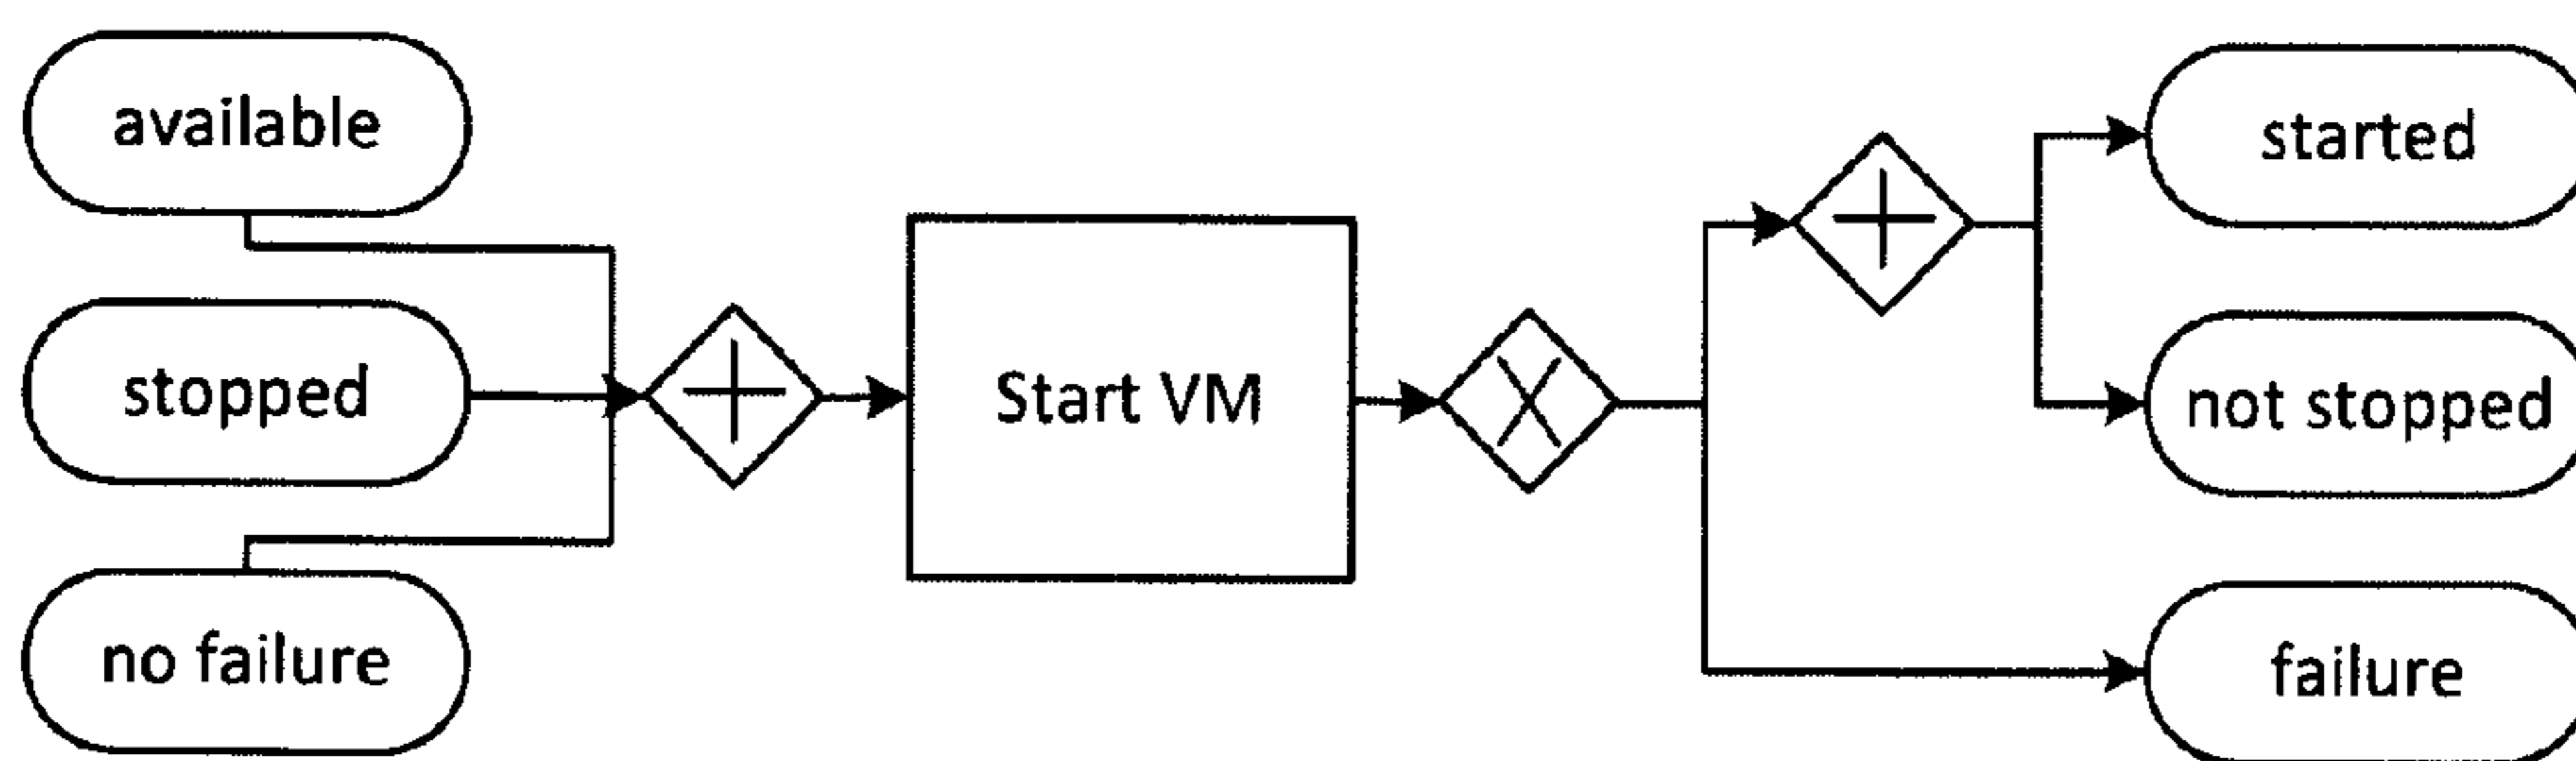 available
stopped
no failure
Start VM
started
not stopped
failure